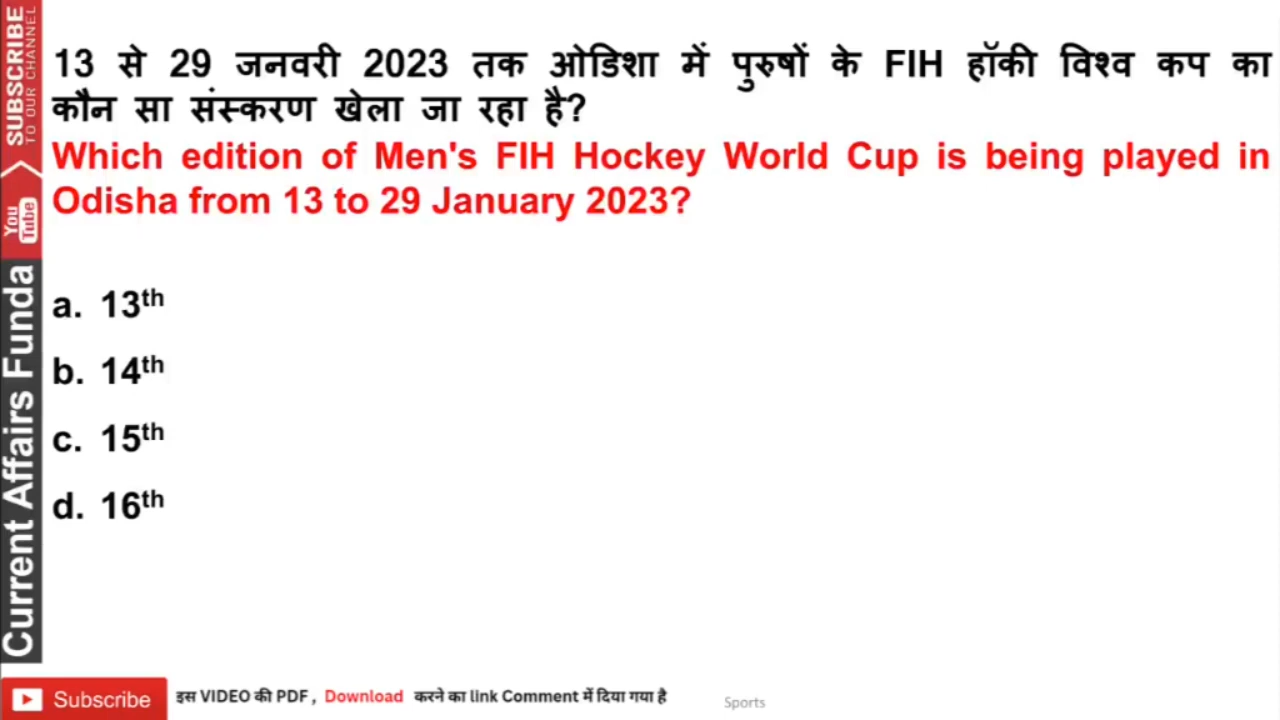 13 से 29 जनवरी 2023 तक ओडिशा में पुरुषों के FIH हॉकी विश्व कप का
कौन सा संस्करण खेला जा रहा है?
Which edition of Men's FIH Hockey World Cup is being played in
Odisha from 13 to 29 January 2023?
a. 13th
b. 14th
c. 15th
d. 16th
SUBSCRIBE
TO OUR CHANNEL
You
Tube
Current Affairs Funda
Subscribe
इस VIDEO की PDF , Download करने का link Comment में दिया गया है
Sports